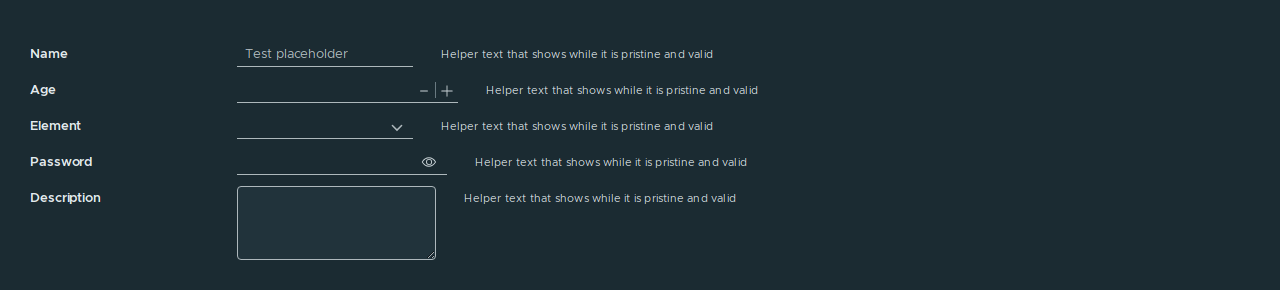 Name Test placeholder Helper text that shows while it is pristine and valid
Age Helper text that shows while it is pristine and valid
Element Helper text that shows while it is pristine and valid
Password Helper text that shows while it is pristine and valid
Description Helper text that shows while it is pristine and valid